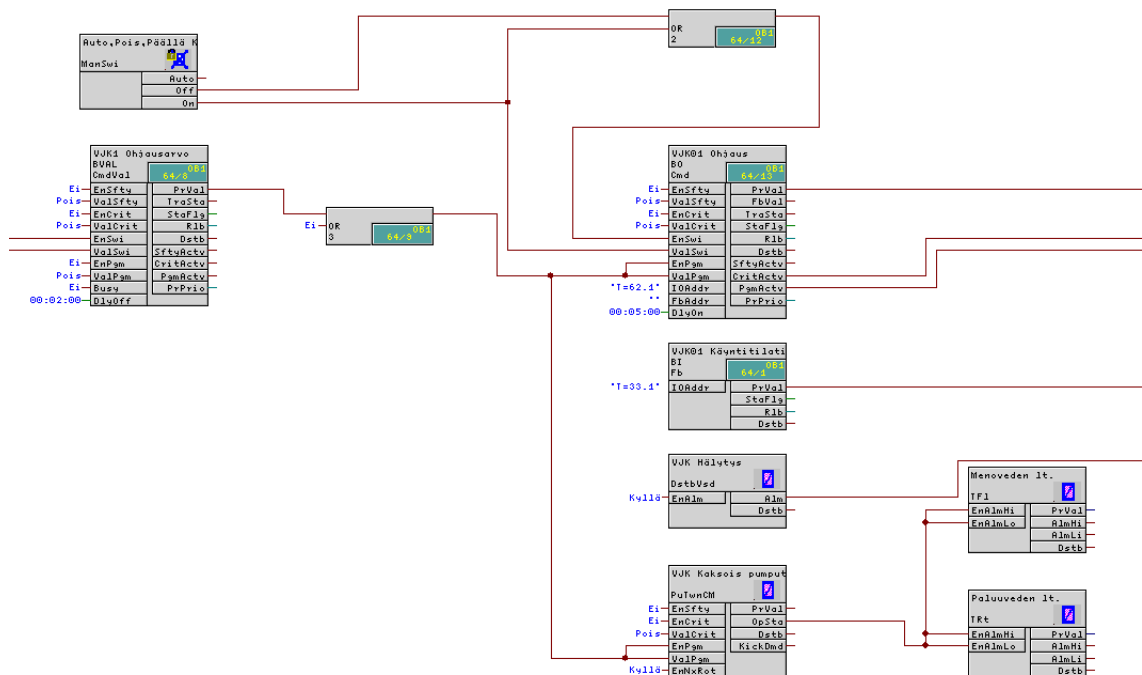 OR
2
OB1
64/12
Auto,Pois,Päällä K
ManSwi
Auto
Off
On
VJK1 Ohjausarvo
BVAL
CmdVal
OB1
64/8
Ei EnSfty PrVal
Pois ValSfty TraSta
Ei EnCrit StaFlg
Pois ValCrit Rlb
EnSwi Dstb
ValSwi SftyActv
Ei EnPgm CritActv
Pois ValPgm PgmActv
Ei Busy PrPrio
00:02:00 DlyOff
Ei OR
3
OB1
64/9
VJK01 Ohjaus
BO
Cmd
OB1
64/13
Ei EnSfty PrVal
Pois ValSfty FbVal
Ei EnCrit TraSta
Pois ValCrit StaFlg
EnSwi Rlb
ValSwi Dstb
EnPgm SftyActv
ValPgm CritActv
"T=62.1" IOAddr PgmActv
"" FbAddr PrPrio
00:05:00 DlyOn
VJK01 Käyntitilati
BI
Fb
OB1
64/1
"T=33.1" IOAddr PrVal
StaFlg
Rlb
Dstb
VJK Hälytys
DstbVsd
Kyllä EnAlm Alm
Dstb
Menoveden lt.
TFl
EnAlmHi PrVal
EnAlmLo AlmHi
AlmLi
Dstb
VJK Kaksois pumput
PuTwnCM
Ei EnSfty PrVal
Ei EnCrit OpSta
Pois ValCrit Dstb
EnPgm KickDmd
ValPgm
Kyllä EnNxRot
Paluuveden lt.
TRt
EnAlmHi PrVal
EnAlmLo AlmHi
AlmLi
Dstb